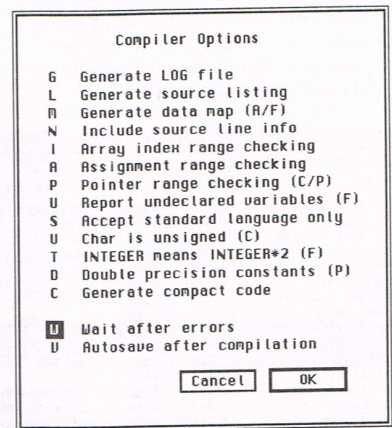 Compiler Options
G Generate LOG file
L Generate source listing
M Generate data map (A/F)
N Include source line info
I Array index range checking
A Assignment range checking
P Pointer range checking (C/P)
U Report undeclared variables (F)
S Accept standard language only
U Char is unsigned (C)
T INTEGER means INTEGER*2 (F)
D Double precision constants (P)
C Generate compact code
W Wait after errors
V Autosave after compilation
Cancel OK